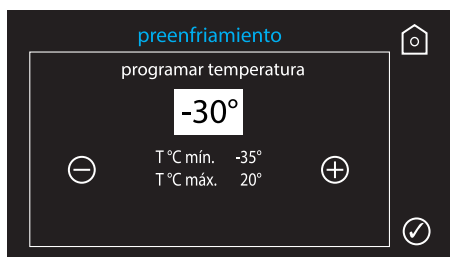 preenfriamiento
programar temperatura
-30°
T °C mín. -35°
T °C máx. 20°